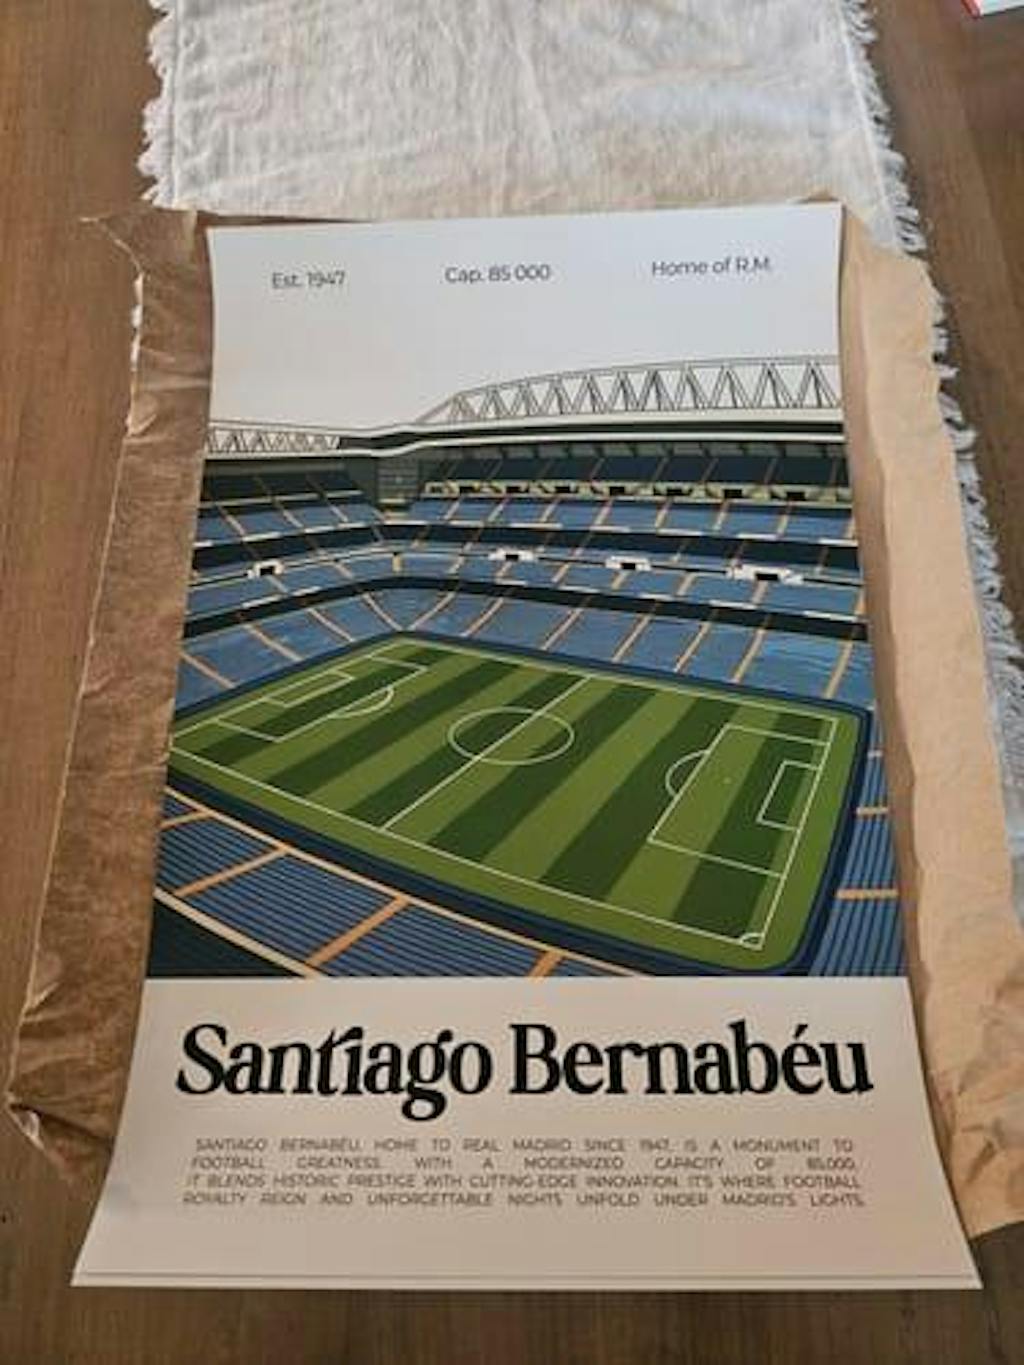 Est. 1947 Cap. 85 000 Home of R.M.
Santiago Bernabéu
SANTIAGO BERNABÉU, HOME TO REAL MADRID SINCE 1947, IS A MONUMENT TO
FOOTBALL GREATNESS. WITH A MODERNIZED CAPACITY OF 85,000,
IT BLENDS HISTORIC PRESTIGE WITH CUTTING-EDGE INNOVATION. IT'S WHERE FOOTBALL
ROYALTY REIGN AND UNFORGETTABLE NIGHTS UNFOLD UNDER MADRID'S LIGHTS.